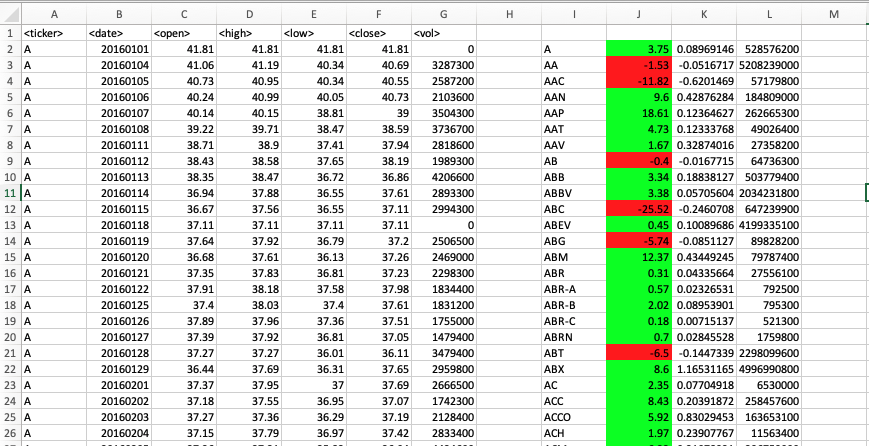 A B C D E F G H I J K L M
1 <ticker> <date> <open> <high> <low> <close> <vol>
2 A 20160101 41.81 41.81 41.81 41.81 0 A 3.75 0.08969146 528576200
3 A 20160104 41.06 41.19 40.34 40.69 3287300 AA -1.53 -0.0516717 5208239000
4 A 20160105 40.73 40.95 40.34 40.55 2587200 AAC -11.82 -0.6201469 57179800
5 A 20160106 40.24 40.99 40.05 40.73 2103600 AAN 9.6 0.42876284 184809000
6 A 20160107 40.14 40.15 38.81 39 3504300 AAP 18.61 0.12364627 262665300
7 A 20160108 39.22 39.71 38.47 38.59 3736700 AAT 4.73 0.12333768 49026400
8 A 20160111 38.71 38.9 37.41 37.94 2818600 AAV 1.67 0.32874016 27358200
9 A 20160112 38.43 38.58 37.65 38.19 1989300 AB -0.4 -0.0167715 64736300
10 A 20160113 38.35 38.47 36.72 36.86 4206600 ABB 3.34 0.18838127 503779400
11 A 20160114 36.94 37.88 36.55 37.61 2893300 ABBV 3.38 0.05705604 2034231800
12 A 20160115 36.67 37.56 36.55 37.11 2994300 ABC -25.52 -0.2460708 647239900
13 A 20160118 37.11 37.11 37.11 37.11 0 ABEV 0.45 0.10089686 4199335100
14 A 20160119 37.64 37.92 36.79 37.2 2506500 ABG -5.74 -0.0851127 89828200
15 A 20160120 36.68 37.61 36.13 37.26 2469000 ABM 12.37 0.43449245 79787400
16 A 20160121 37.35 37.83 36.81 37.23 2298300 ABR 0.31 0.04335664 27556100
17 A 20160122 37.91 38.18 37.58 37.98 1834400 ABR-A 0.57 0.02326531 792500
18 A 20160125 37.4 38.03 37.4 37.61 1831200 ABR-B 2.02 0.08953901 795300
19 A 20160126 37.89 37.96 37.36 37.51 1755000 ABR-C 0.18 0.00715137 521300
20 A 20160127 37.39 37.92 36.81 37.05 1479400 ABRN 0.7 0.02845528 1759800
21 A 20160128 37.27 37.27 36.01 36.11 3479400 ABT -6.5 -0.1447339 2298099600
22 A 20160129 36.44 37.69 36.31 37.65 2959800 ABX 8.6 1.16531165 4996990800
23 A 20160201 37.37 37.95 37 37.69 2666500 AC 2.35 0.07704918 6530000
24 A 20160202 37.18 37.55 36.95 37.07 1742300 ACC 8.43 0.20391872 258457600
25 A 20160203 37.27 37.36 36.29 37.19 2128400 ACCO 5.92 0.83029453 163653100
26 A 20160204 37.15 37.79 36.97 37.42 2833400 ACH 1.97 0.23907767 11563400